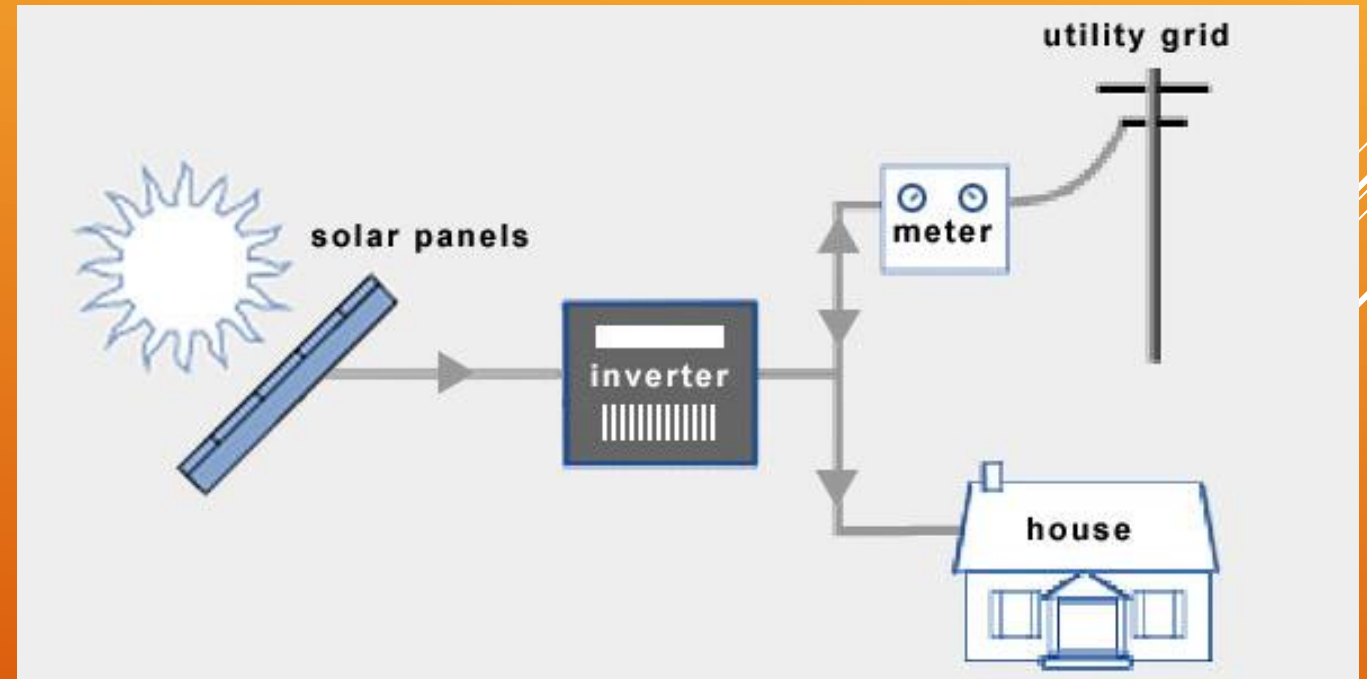 utility grid
solar panels
meter
inverter
house